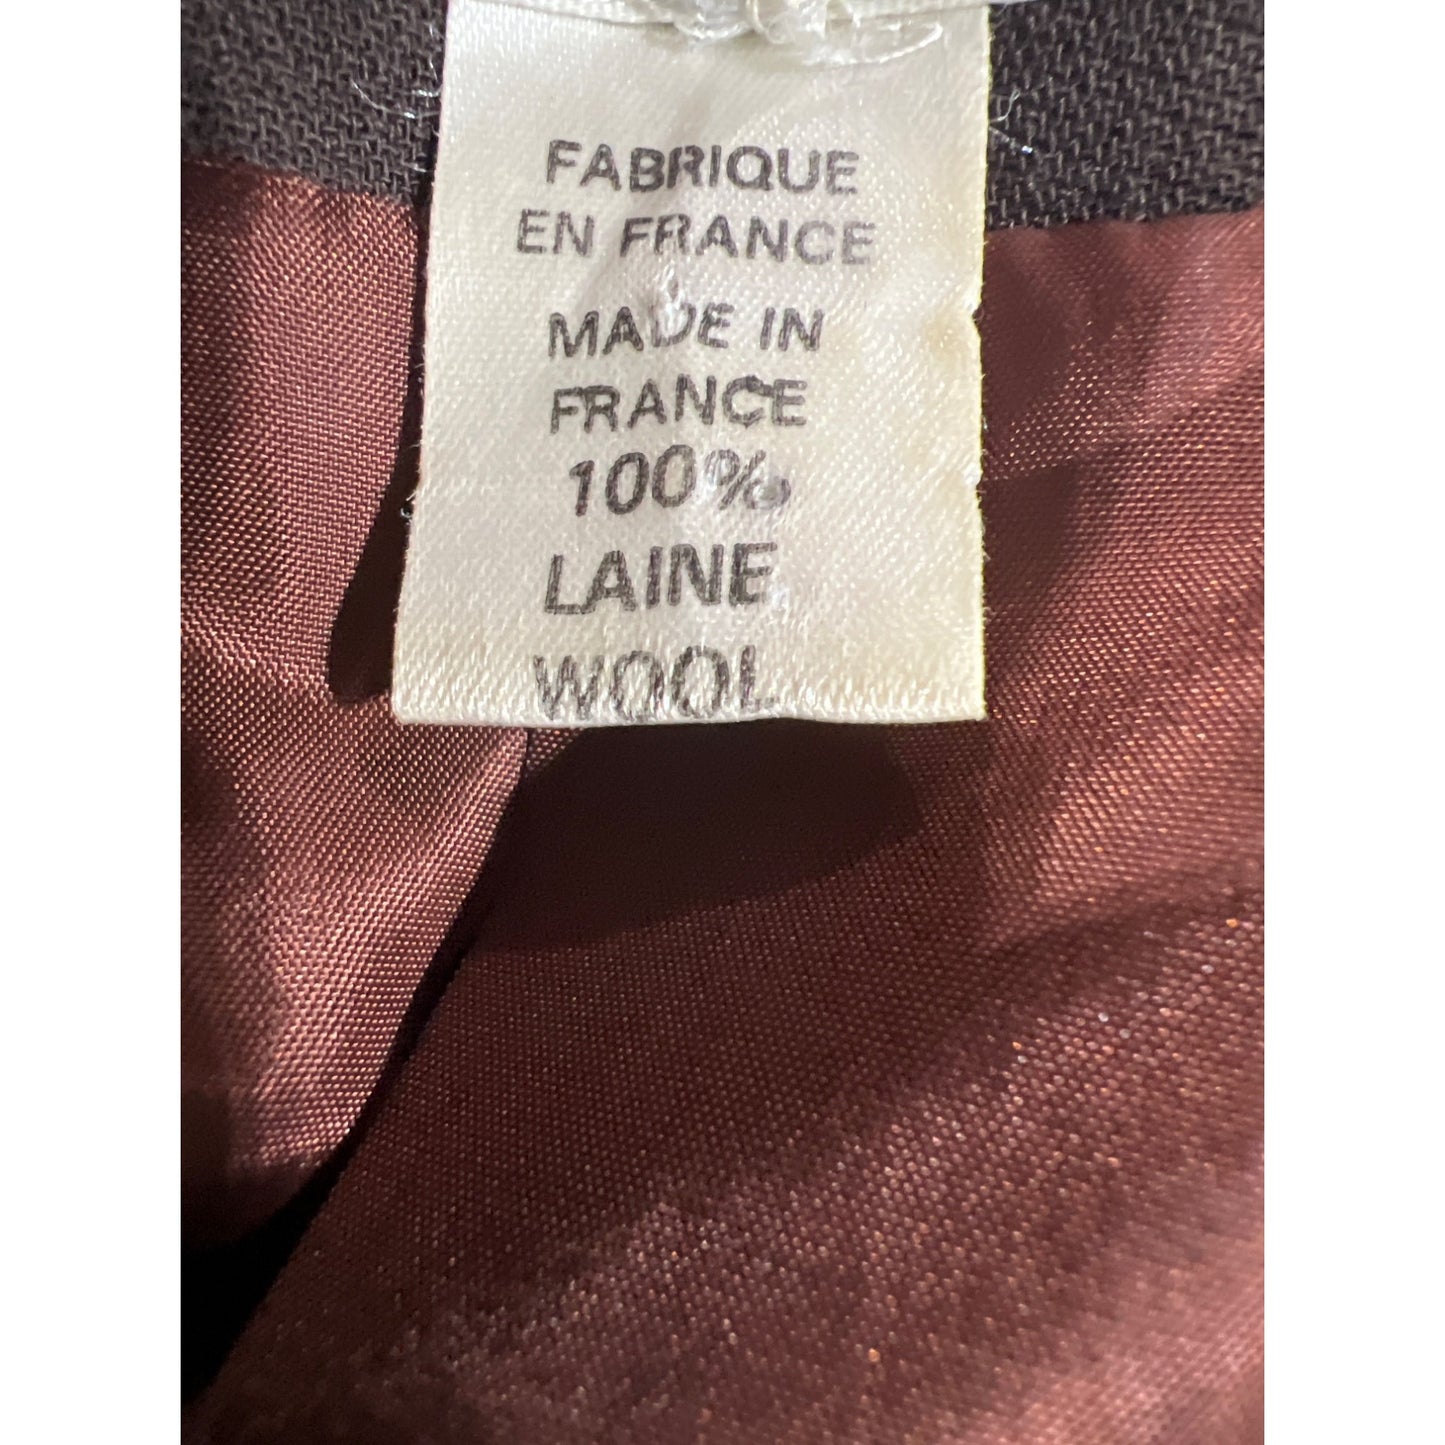 FABRIQUE
EN FRANCE
MADE IN
FRANCE
100%
LAINE
WOOL